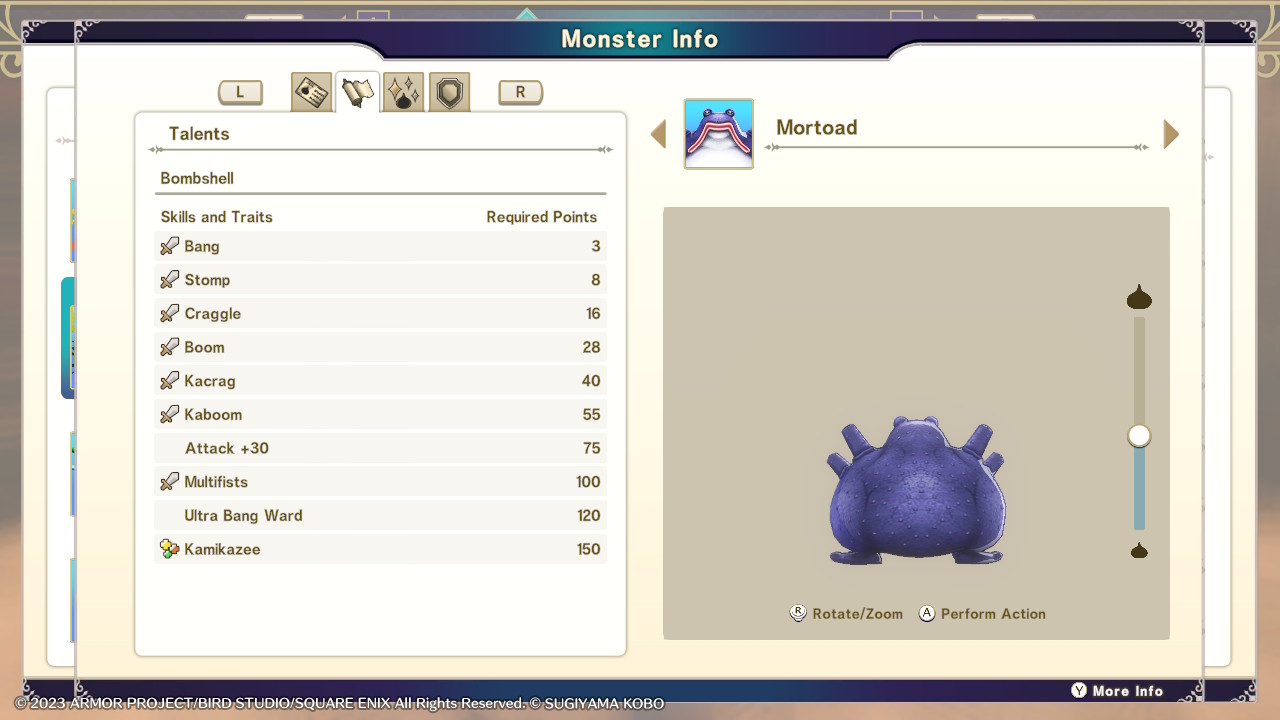 Monster Info
L
R
Talents
Bombshell
Skills and Traits Required Points
Bang 3
Stomp 8
Craggle 16
Boom 28
Kacrag 40
Kaboom 55
Attack +30 75
Multifists 100
Ultra Bang Ward 120
Kamikazee 150
Mortoad
R Rotate/Zoom A Perform Action
Y More Info
© 2023 ARMOR PROJECT/BIRD STUDIO/SQUARE ENIX All Rights Reserved. © SUGIYAMA KOBO